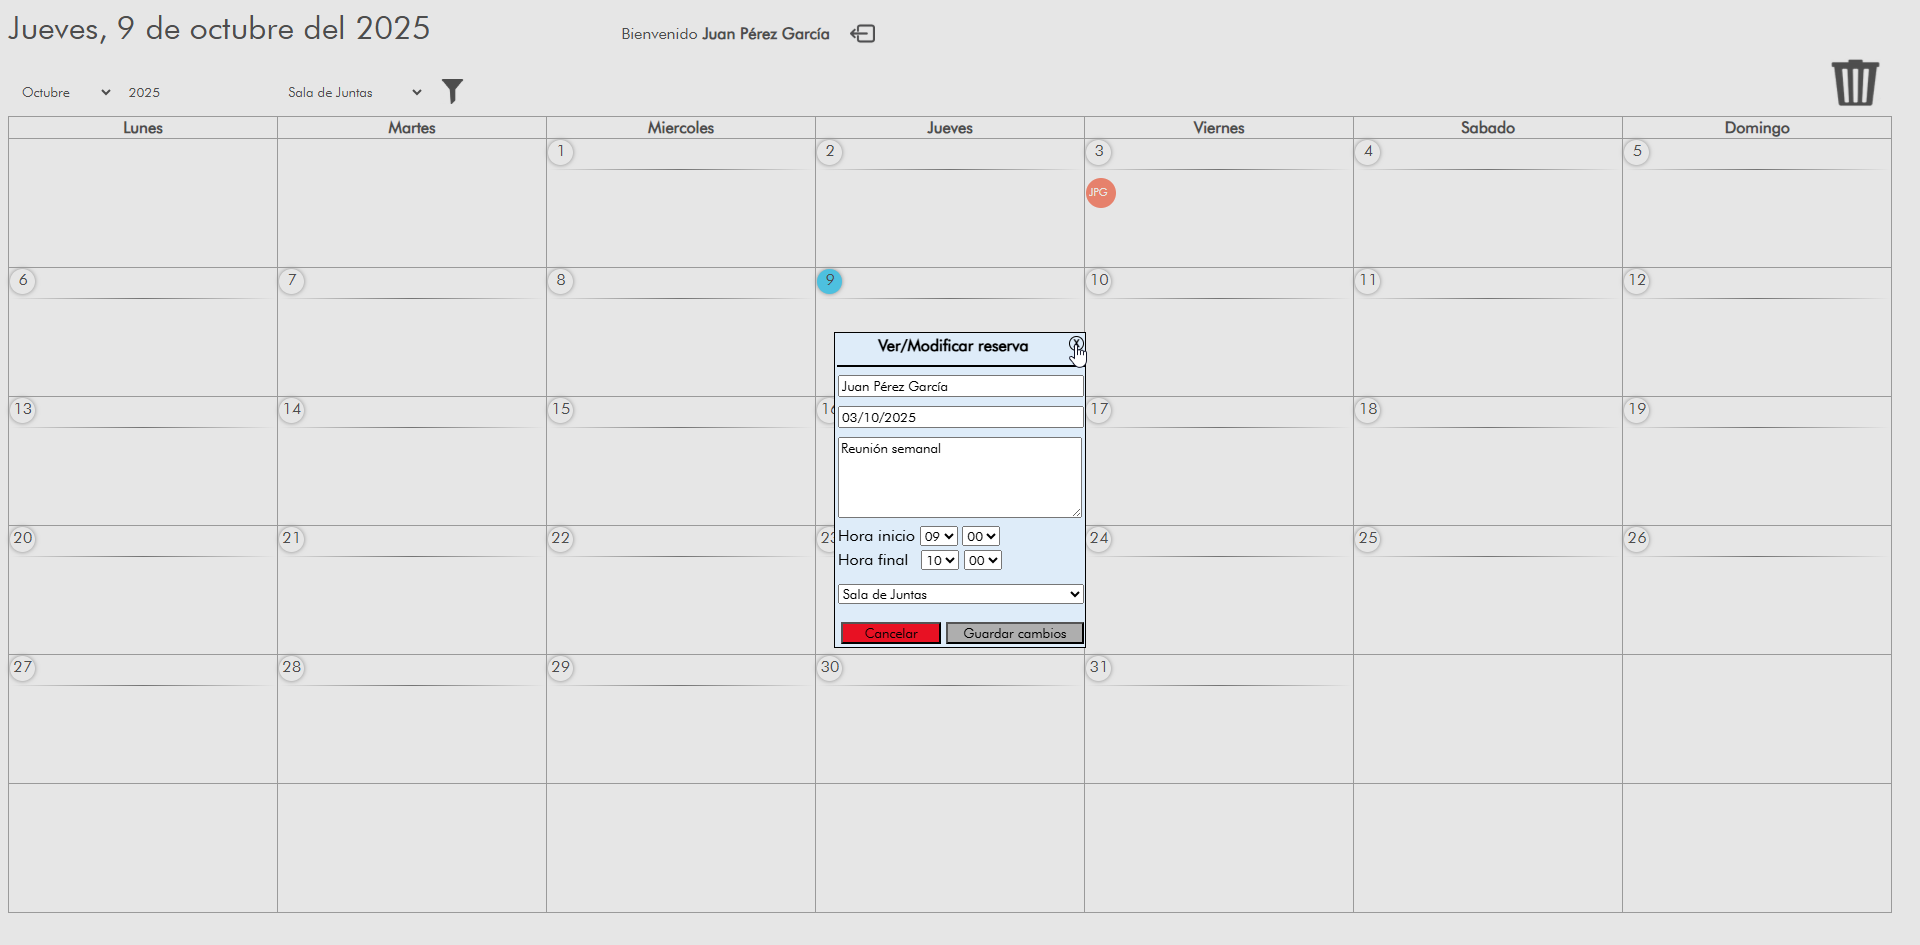 Jueves, 9 de octubre del 2025
Bienvenido Juan Pérez García
Octubre 2025 Sala de Juntas
Lunes Martes Miercoles Jueves Viernes Sabado Domingo
1 2 3 4 5
JPG
6 7 8 9 10 11 12
Ver/Modificar reserva X
Juan Pérez García
13 14 15 16 17 18 19
03/10/2025
Reunión semanal
20 21 22 23 24 25 26
Hora inicio 09 00
Hora final 10 00
Sala de Juntas
Cancelar Guardar cambios
27 28 29 30 31